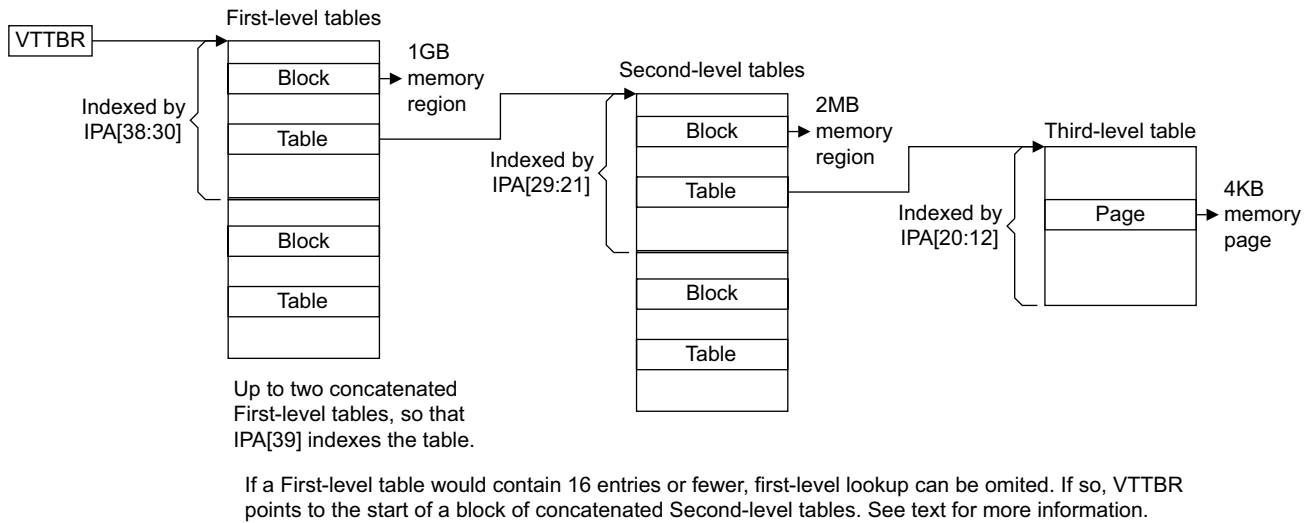 VTTBR
First-level tables
Block
1GB
memory
region
Indexed by
IPA[38:30]
Table
Block
Table
Up to two concatenated
First-level tables, so that
IPA[39] indexes the table.
Second-level tables
Block
2MB
memory
region
Indexed by
IPA[29:21]
Table
Block
Table
Third-level table
Indexed by
IPA[20:12]
Page
4KB
memory
page
If a First-level table would contain 16 entries or fewer, first-level lookup can be omited. If so, VTTBR
points to the start of a block of concatenated Second-level tables. See text for more information.